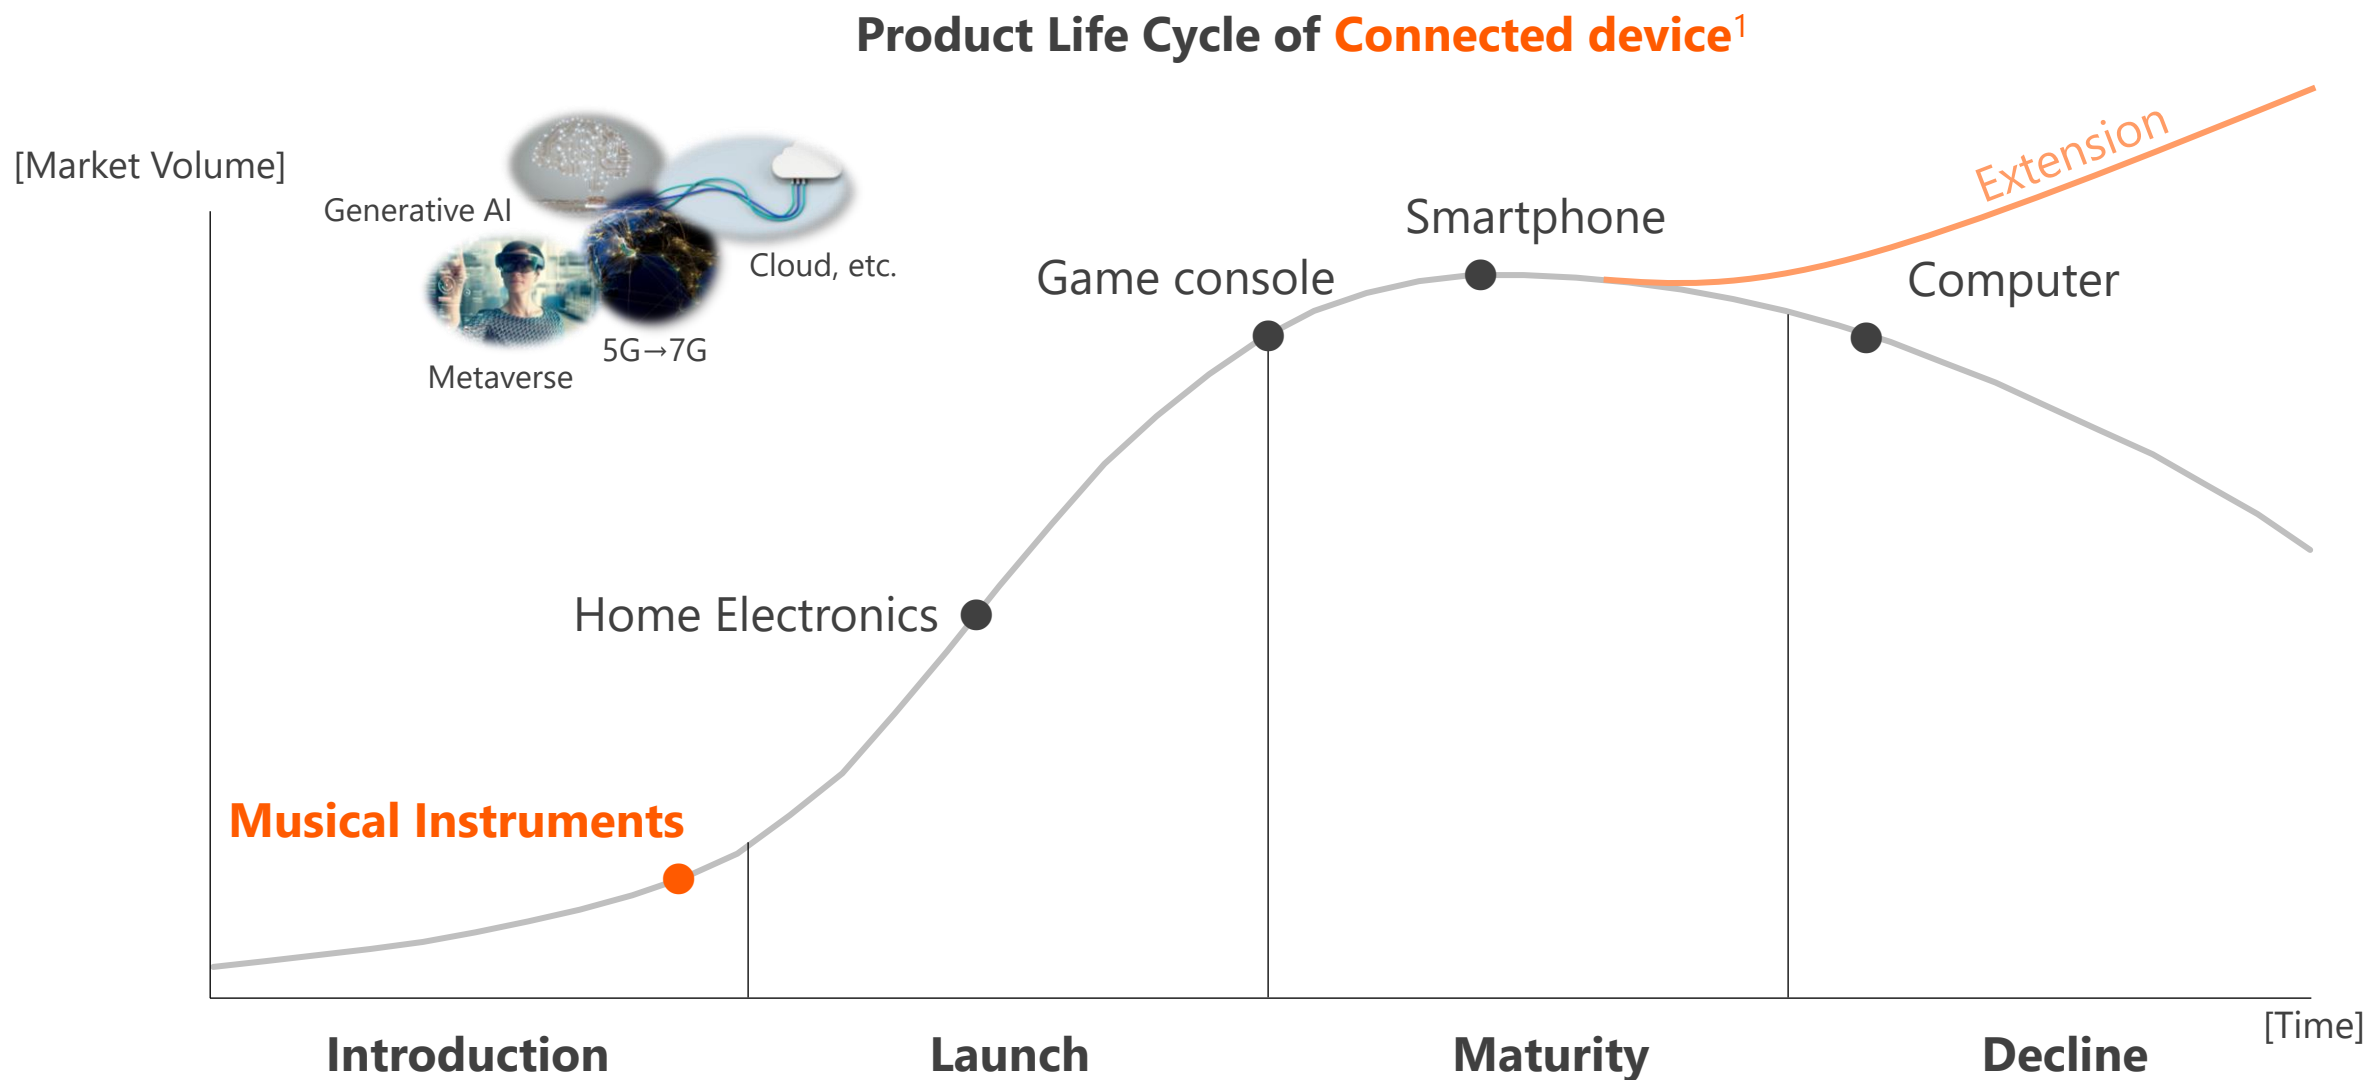 Product Life Cycle of Connected device1
[Market Volume]
Generative AI
Cloud, etc.
5G→7G
Metaverse
Extension
Smartphone
Game console
Computer
Home Electronics
Musical Instruments
[Time]
Introduction
Launch
Maturity
Decline